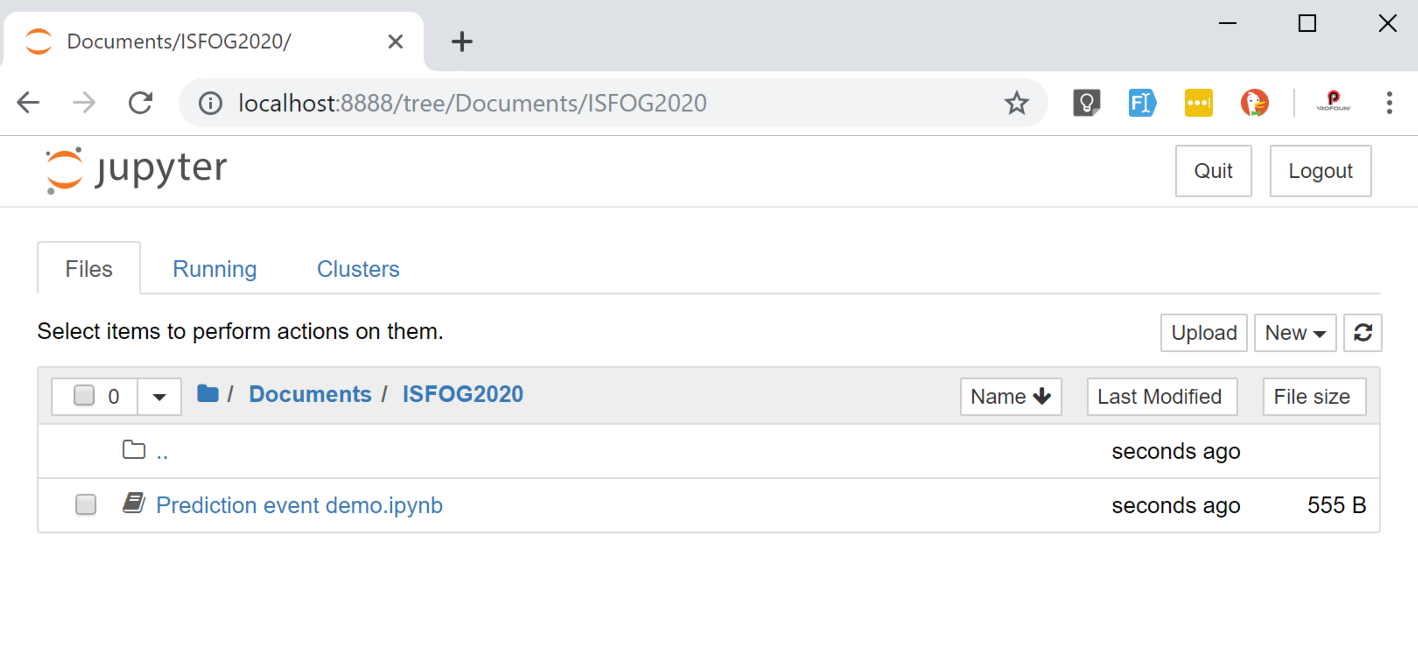 Documents/ISFOG2020/
localhost:8888/tree/Documents/ISFOG2020
jupyter
Quit Logout
Files Running Clusters
Select items to perform actions on them.
Upload New
0 / Documents / ISFOG2020 Name Last Modified File size
.. seconds ago
Prediction event demo.ipynb seconds ago 555 B